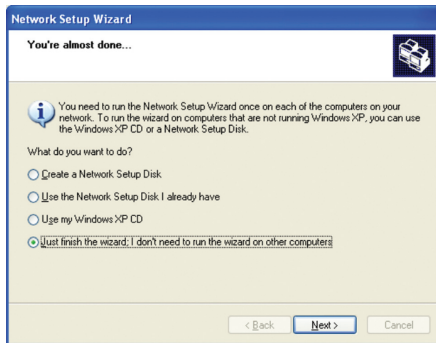 Network Setup Wizard
You're almost done...
You need to run the Network Setup Wizard once on each of the computers on your
network. To run the wizard on computers that are not running Windows XP, you can use
the Windows XP CD or a Network Setup Disk.
What do you want to do?
Create a Network Setup Disk
Use the Network Setup Disk I already have
Use my Windows XP CD
Just finish the wizard; I don't need to run the wizard on other computers
< Back Next > Cancel